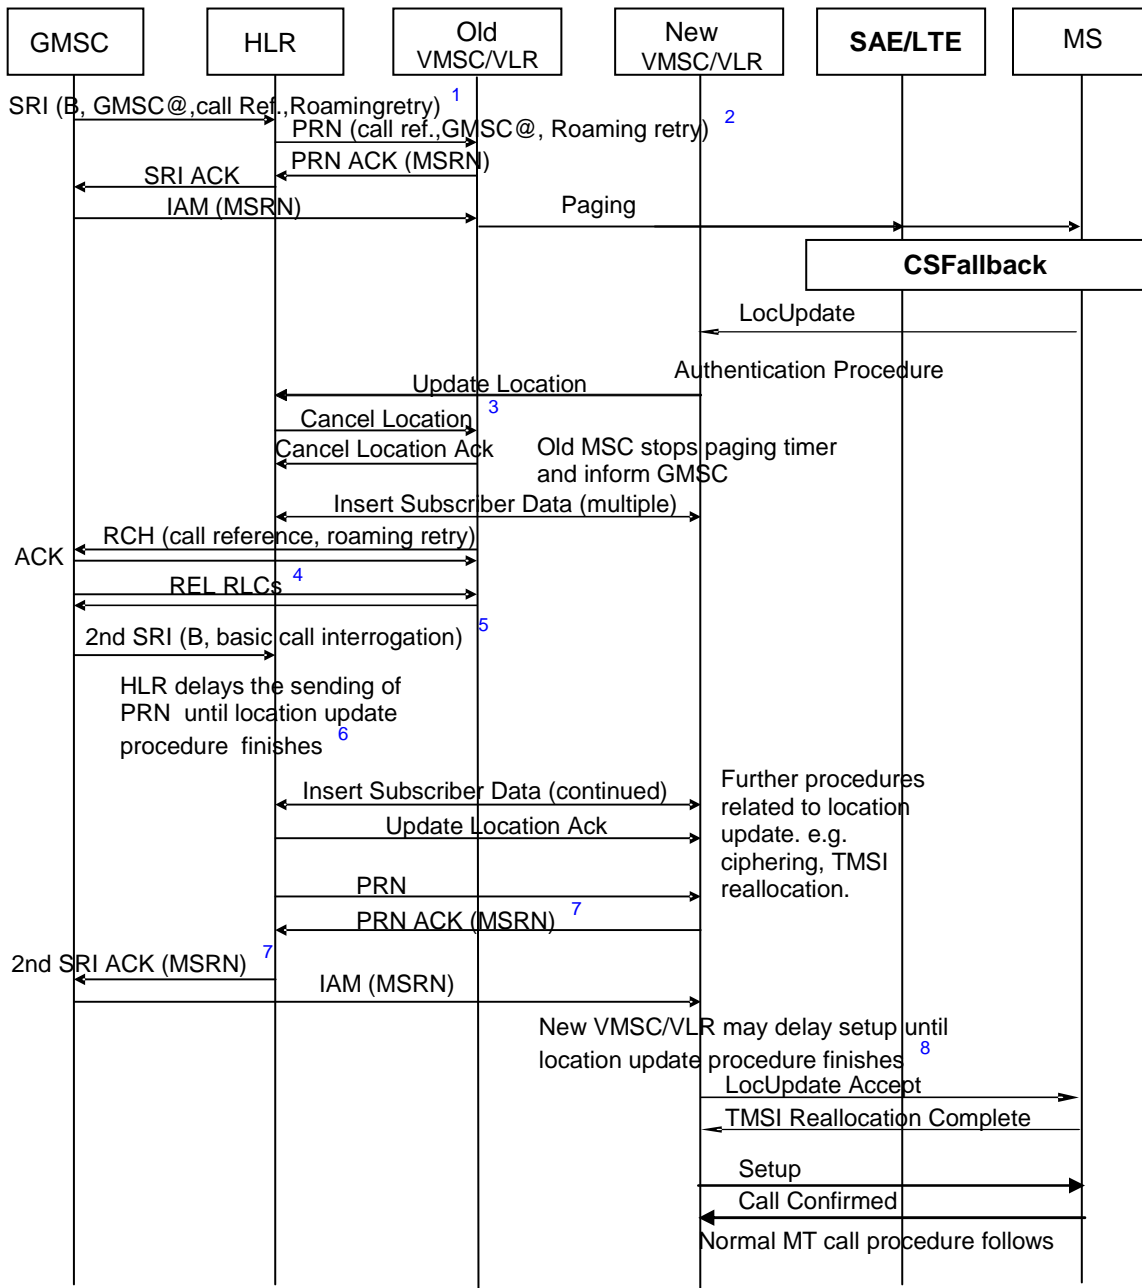 GMSC
HLR
Old
VMSC/VLR
New
VMSC/VLR
SAE/LTE
MS
SRI (B, GMSC@,call Ref.,Roamingretry) 1
PRN (call ref.,GMSC@, Roaming retry) 2
PRN ACK (MSRN)
SRI ACK
IAM (MSRN)
Paging
CSFallback
LocUpdate
Authentication Procedure
Update Location
Cancel Location 3
Cancel Location Ack
Old MSC stops paging timer
and inform GMSC
Insert Subscriber Data (multiple)
RCH (call reference, roaming retry)
ACK
REL RLCs 4
2nd SRI (B, basic call interrogation) 5
HLR delays the sending of
PRN until location update
procedure finishes 6
Insert Subscriber Data (continued)
Update Location Ack
Further procedures
related to location
update. e.g.
ciphering, TMSI
reallocation.
PRN
PRN ACK (MSRN) 7
2nd SRI ACK (MSRN) 7
IAM (MSRN)
New VMSC/VLR may delay setup until
location update procedure finishes 8
LocUpdate Accept
TMSI Reallocation Complete
Setup
Call Confirmed
Normal MT call procedure follows